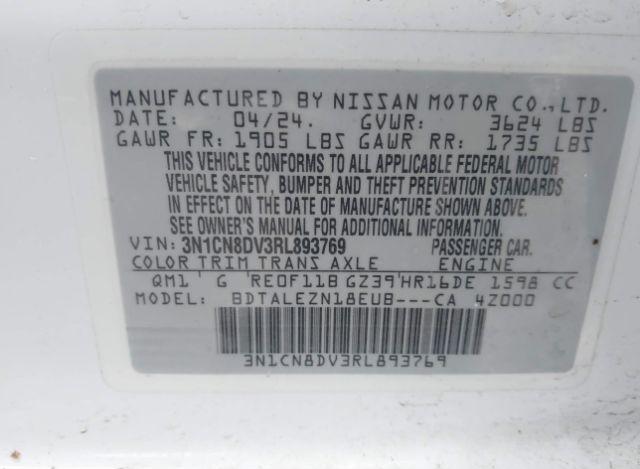 MANUFACTURED BY NISSAN MOTOR CO., LTD.
DATE: 04/24. GVWR: 3624 LBS
GAWR FR: 1905 LBS GAWR RR: 1735 LBS
THIS VEHICLE CONFORMS TO ALL APPLICABLE FEDERAL MOTOR
VEHICLE SAFETY, BUMPER AND THEFT PREVENTION STANDARDS
IN EFFECT ON THE DATE OF MANUFACTURE SHOWN ABOVE.
SEE OWNER'S MANUAL FOR ADDITIONAL INFORMATION.
VIN: 3N1CN8DV3RL893769 PASSENGER CAR.
COLOR TRIM TRANS AXLE ENGINE
QM1 G RE0F11B GZ39 HR16DE 1598 CC
MODEL: BDTALEZN18EUB---CA 4Z000
3N1CN8DV3RL893769